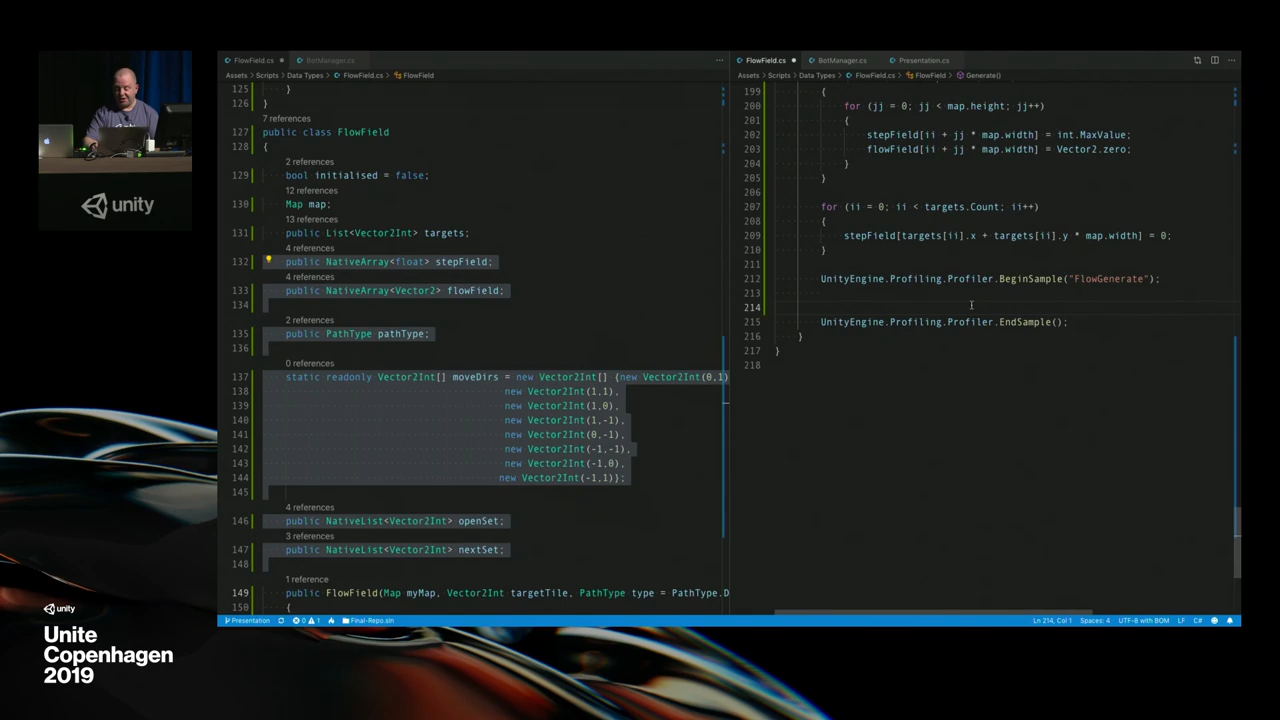 unity
unity
Unite
Copenhagen
2019
FlowField.cs
BotManager.cs
Assets > Scripts > Data Types > FlowField.cs > FlowField
125 }
126 }
7 references
127 public class FlowField
128 {
2 references
129 bool initialised = false;
12 references
130 Map map;
13 references
131 public List<Vector2Int> targets;
4 references
132 public NativeArray<float> stepField;
4 references
133 public NativeArray<Vector2> flowField;
134
2 references
135 public PathType pathType;
136
0 references
137 static readonly Vector2Int[] moveDirs = new Vector2Int[] {new Vector2Int(0,1)
138 new Vector2Int(1,1),
139 new Vector2Int(1,0),
140 new Vector2Int(1,-1),
141 new Vector2Int(0,-1),
142 new Vector2Int(-1,-1),
143 new Vector2Int(-1,0),
144 new Vector2Int(-1,1)};
145
4 references
146 public NativeList<Vector2Int> openSet;
3 references
147 public NativeList<Vector2Int> nextSet;
148
1 reference
149 public FlowField(Map myMap, Vector2Int targetTile, PathType type = PathType.D
150 {
FlowField.cs
BotManager.cs
Presentation.cs
Assets > Scripts > Data Types > FlowField.cs > FlowField > Generate()
199 {
200 for (jj = 0; jj < map.height; jj++)
201 {
202 stepField[ii + jj * map.width] = int.MaxValue;
203 flowField[ii + jj * map.width] = Vector2.zero;
204 }
205 }
206
207 for (ii = 0; ii < targets.Count; ii++)
208 {
209 stepField[targets[ii].x + targets[ii].y * map.width] = 0;
210 }
211
212 UnityEngine.Profiling.Profiler.BeginSample("FlowGenerate");
213
214
215 UnityEngine.Profiling.Profiler.EndSample();
216 }
217 }
218
Presentation 0 1 Final-Repo.sln Ln 214, Col 1 Spaces: 4 UTF-8 with BOM LF C#